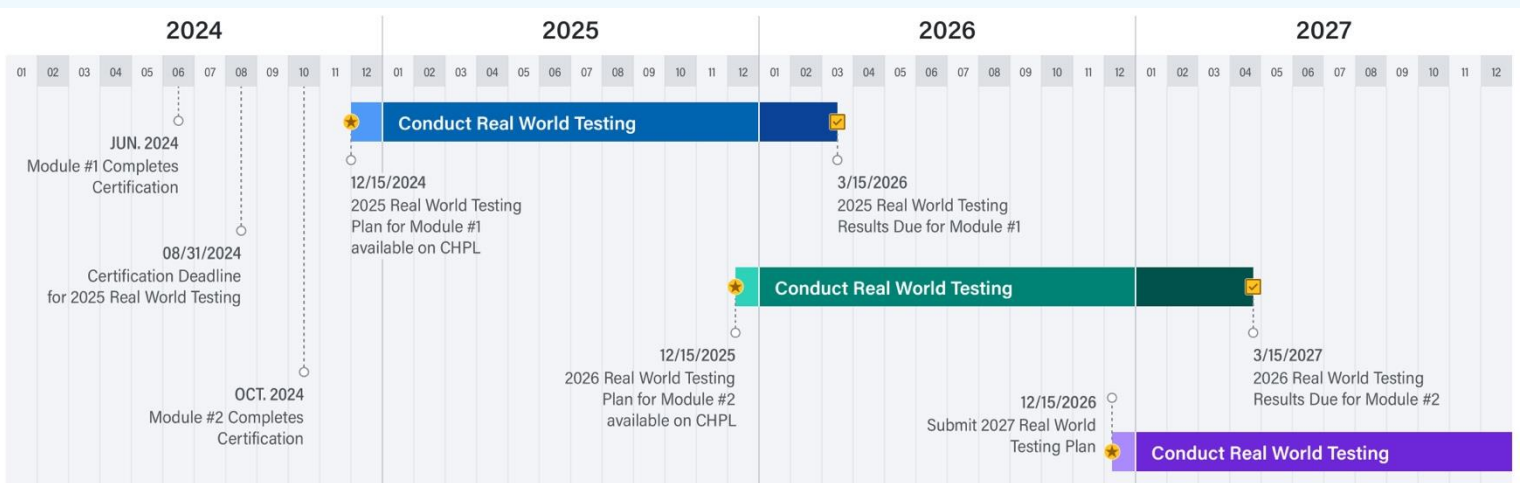 2024
2025
2026
2027
01 02 03 04 05 06 07 08 09 10 11 12 01 02 03 04 05 06 07 08 09 10 11 12 01 02 03 04 05 06 07 08 09 10 11 12 01 02 03 04 05 06 07 08 09 10 11 12
Conduct Real World Testing
JUN. 2024
Module #1 Completes
Certification
12/15/2024
2025 Real World Testing
Plan for Module #1
available on CHPL
3/15/2026
2025 Real World Testing
Results Due for Module #1
08/31/2024
Certification Deadline
for 2025 Real World Testing
Conduct Real World Testing
12/15/2025
2026 Real World Testing
Plan for Module #2
available on CHPL
3/15/2027
2026 Real World Testing
Results Due for Module #2
OCT. 2024
Module #2 Completes
Certification
12/15/2026
Submit 2027 Real World
Testing Plan
Conduct Real World Testing